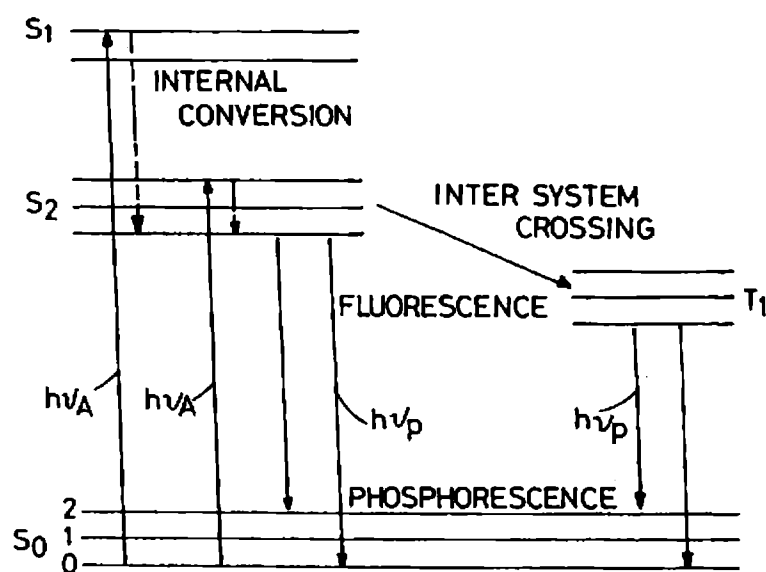 S1
INTERNAL
CONVERSION
S2
INTER SYSTEM
CROSSING
T1
FLUORESCENCE
hνA
hνA
hνp
hνp
PHOSPHORESCENCE
2
S0 1
0